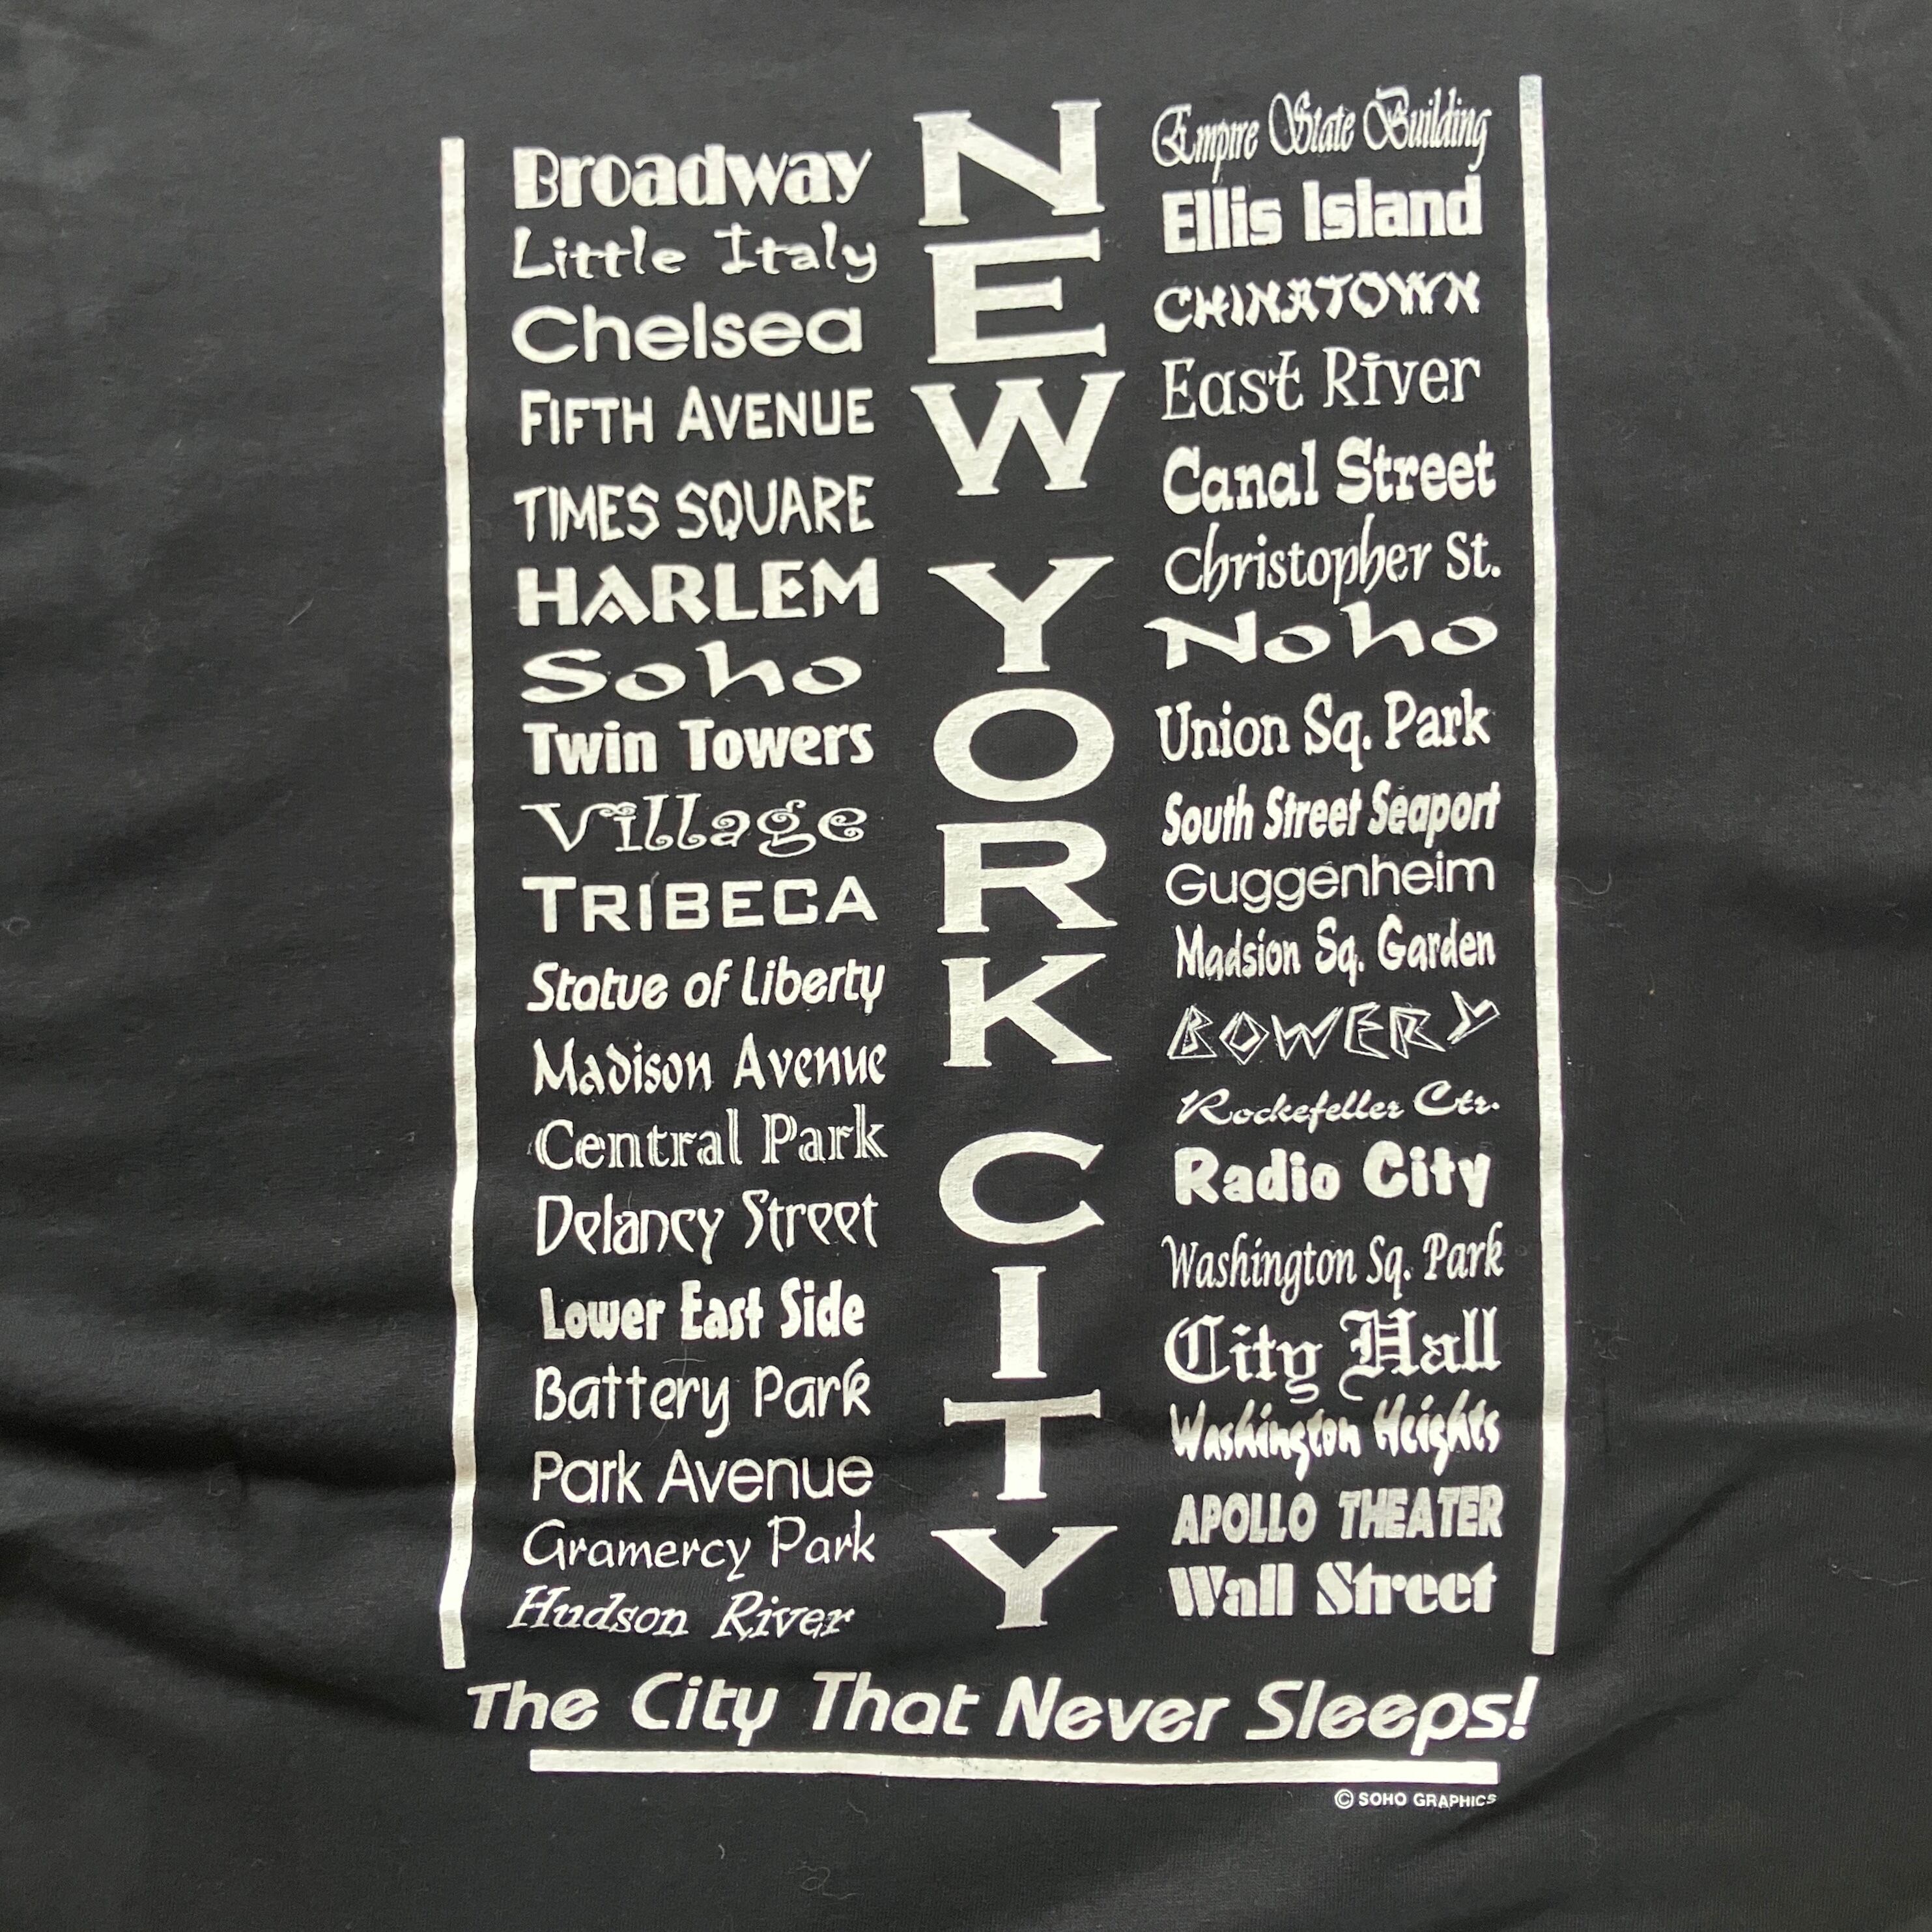 Broadway
Little Italy
Chelsea
FIFTH AVENUE
TIMES SQUARE
HARLEM
Soho
Twin Towers
Village
TRIBECA
Statue of Liberty
Madison Avenue
Central Park
Delancy Street
Lower East Side
Battery Park
Park Avenue
Gramercy Park
Hudson River
NEW YORK CITY
Empire State Building
Ellis Island
CHINATOWN
East River
Canal Street
Christopher St.
Noho
Union Sq. Park
South Street Seaport
Guggenheim
Madsion Sq. Garden
BOWERY
Rockefeller Ctr.
Radio City
Washington Sq. Park
City Hall
Washington Heights
APOLLO THEATER
Wall Street
The City That Never Sleeps!
© SOHO GRAPHICS